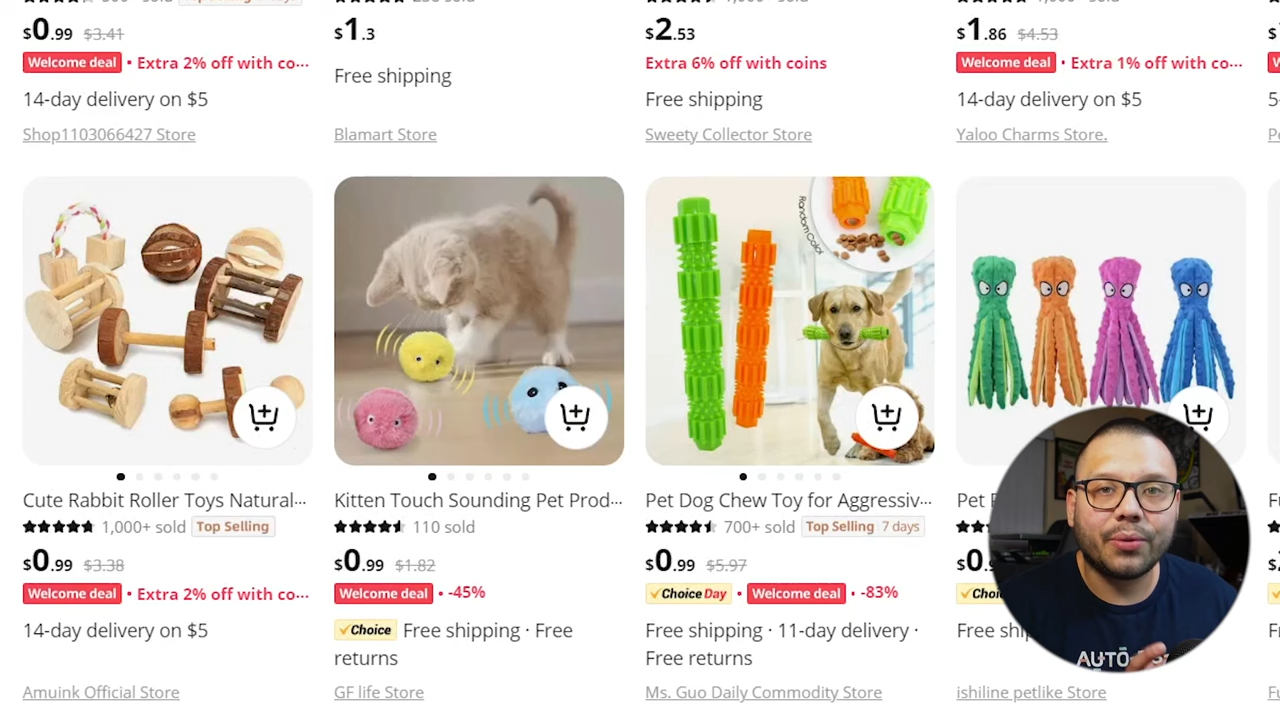 $0.99 $3.41
Welcome deal • Extra 2% off with co...
14-day delivery on $5
Shop1103066427 Store
$1.3
Free shipping
Blamart Store
$2.53
Extra 6% off with coins
Free shipping
Sweety Collector Store
$1.86 $4.53
Welcome deal • Extra 1% off with co...
14-day delivery on $5
Yaloo Charms Store.
Cute Rabbit Roller Toys Natural...
1,000+ sold Top Selling
$0.99 $3.38
Welcome deal • Extra 2% off with co...
14-day delivery on $5
Amuink Official Store
Kitten Touch Sounding Pet Prod...
110 sold
$0.99 $1.82
Welcome deal • -45%
Choice Free shipping · Free
returns
GF life Store
Random Color
Pet Dog Chew Toy for Aggressiv...
700+ sold Top Selling 7 days
$0.99 $5.97
Choice Day • Welcome deal • -83%
Free shipping · 11-day delivery ·
Free returns
Ms. Guo Daily Commodity Store
Pet
$0.
Free
ishiline petlike Store